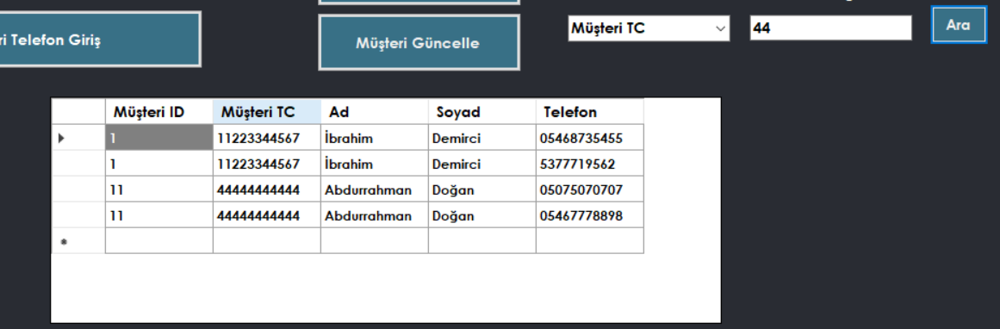 ri Telefon Giriş
Müşteri Güncelle
Müşteri TC 44 Ara
Müşteri ID Müşteri TC Ad Soyad Telefon
1 11223344567 İbrahim Demirci 05468735455
1 11223344567 İbrahim Demirci 5377719562
11 44444444444 Abdurrahman Doğan 05075070707
11 44444444444 Abdurrahman Doğan 05467778898